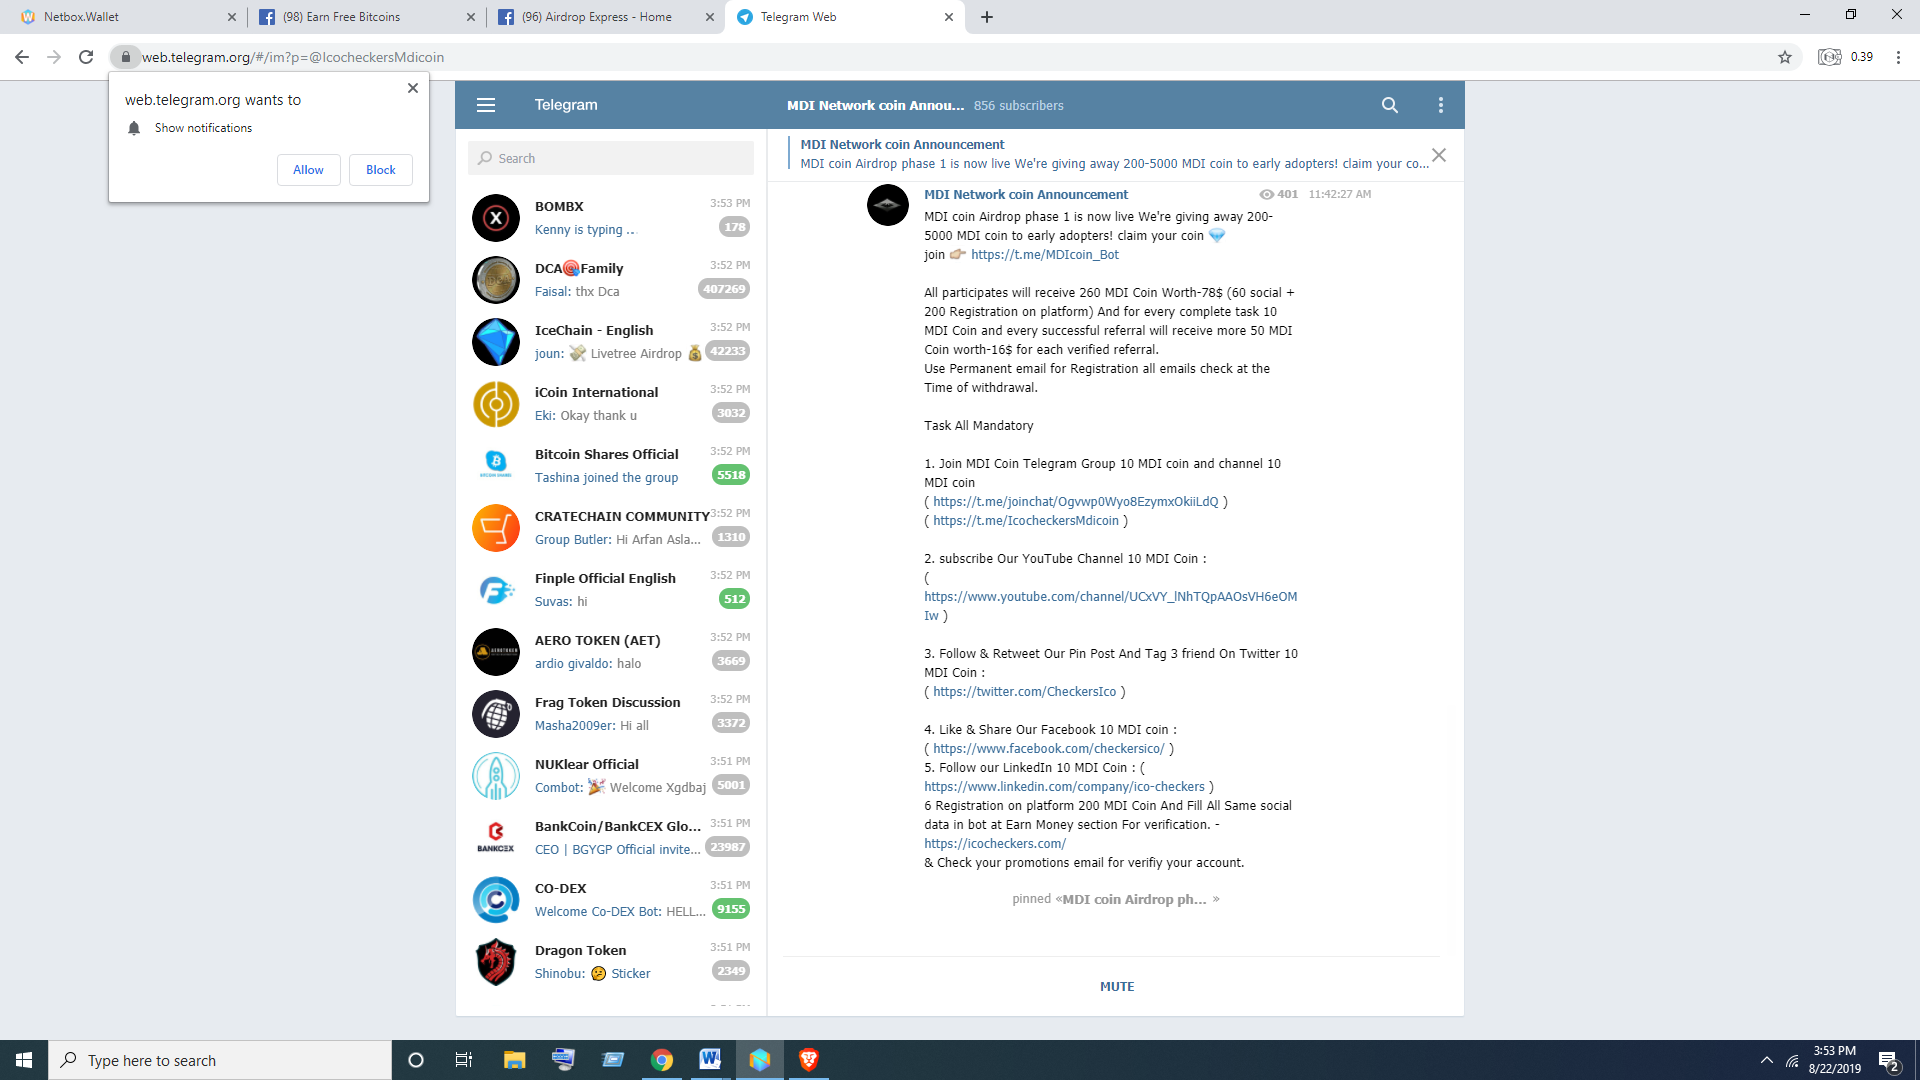 Netbox.Wallet
(98) Earn Free Bitcoins
(96) Airdrop Express - Home
Telegram Web
web.telegram.org/#/im?p=@IcocheckersMdicoin
0.39
web.telegram.org wants to
Show notifications
Allow
Block
Telegram
MDI Network coin Annou... 856 subscribers
Search
BOMBX 3:53 PM
Kenny is typing ... 178
DCA🎯Family 3:52 PM
Faisal: thx Dca 407269
IceChain - English 3:52 PM
joun: 💸 Livetree Airdrop 💰 42233
iCoin International 3:52 PM
Eki: Okay thank u 3032
Bitcoin Shares Official 3:52 PM
Tashina joined the group 5518
CRATECHAIN COMMUNITY 3:52 PM
Group Butler: Hi Arfan Asla... 1310
Finple Official English 3:52 PM
Suvas: hi 512
AERO TOKEN (AET) 3:52 PM
ardio givaldo: halo 3669
Frag Token Discussion 3:52 PM
Masha2009er: Hi all 3372
NUKlear Official 3:51 PM
Combot: 🎉 Welcome Xgdbaj 5001
BankCoin/BankCEX Glo... 3:51 PM
BANKCEX
CEO | BGYGP Official invite... 23987
CO-DEX 3:51 PM
Welcome Co-DEX Bot: HELL... 9155
Dragon Token 3:51 PM
Shinobu: 🤔 Sticker 2349
MDI Network coin Announcement
MDI coin Airdrop phase 1 is now live We're giving away 200-5000 MDI coin to early adopters! claim your co...
MDI Network coin Announcement 401 11:42:27 AM
MDI coin Airdrop phase 1 is now live We're giving away 200-
5000 MDI coin to early adopters! claim your coin 💎
join 👉🏼 https://t.me/MDIcoin_Bot
All participates will receive 260 MDI Coin Worth-78$ (60 social +
200 Registration on platform) And for every complete task 10
MDI Coin and every successful referral will receive more 50 MDI
Coin worth-16$ for each verified referral.
Use Permanent email for Registration all emails check at the
Time of withdrawal.
Task All Mandatory
1. Join MDI Coin Telegram Group 10 MDI coin and channel 10
MDI coin
( https://t.me/joinchat/Ogvwp0Wyo8EzymxOkiiLdQ )
( https://t.me/IcocheckersMdicoin )
2. subscribe Our YouTube Channel 10 MDI Coin :
(
https://www.youtube.com/channel/UCxVY_lNhTQpAAOsVH6eOM
Iw )
3. Follow & Retweet Our Pin Post And Tag 3 friend On Twitter 10
MDI Coin :
( https://twitter.com/CheckersIco )
4. Like & Share Our Facebook 10 MDI coin :
( https://www.facebook.com/checkersico/ )
5. Follow our LinkedIn 10 MDI Coin : (
https://www.linkedin.com/company/ico-checkers )
6 Registration on platform 200 MDI Coin And Fill All Same social
data in bot at Earn Money section For verification. -
https://icocheckers.com/
& Check your promotions email for verifiy your account.
pinned «MDI coin Airdrop ph... »
MUTE
Type here to search
3:53 PM
8/22/2019
2